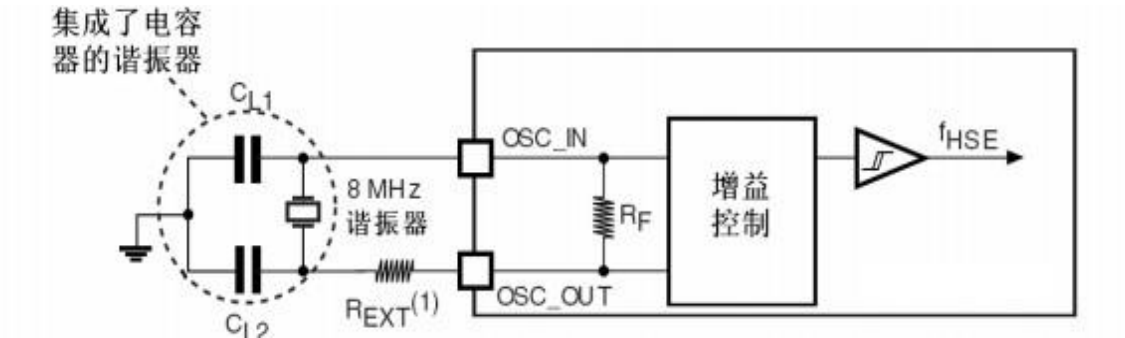 集成了电容
器的谐振器
CL1
OSC_IN
fHSE
8 MHz
谐振器
RF
增益
控制
REXT(1)
OSC_OUT
CL2